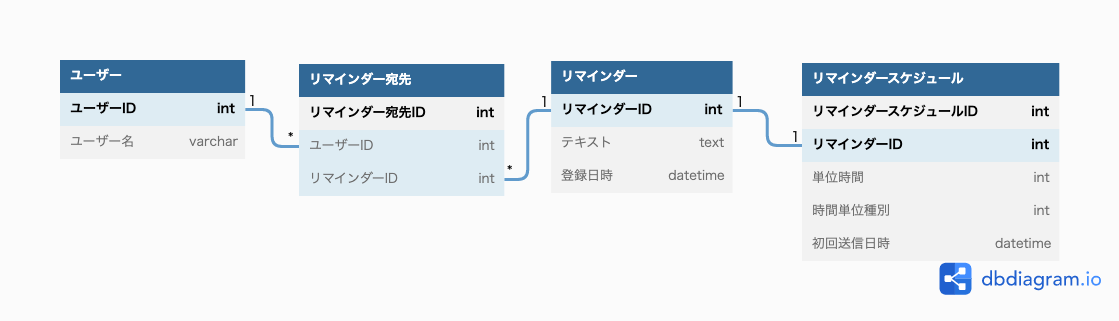 ユーザー
ユーザーID int
ユーザー名 varchar
1
*
リマインダー宛先
リマインダー宛先ID int
ユーザーID int
リマインダーID int
*
1
リマインダー
リマインダーID int
テキスト text
登録日時 datetime
1
1
リマインダースケジュール
リマインダースケジュールID int
リマインダーID int
単位時間 int
時間単位種別 int
初回送信日時 datetime
dbdiagram.io